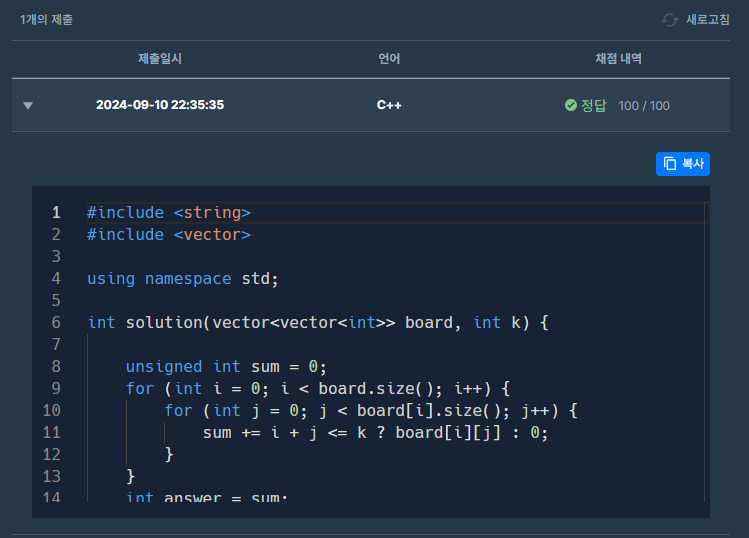 1개의 제출 새로고침
제출일시 언어 채점 내역
2024-09-10 22:35:35 C++ 정답 100 / 100
복사
1 #include <string>
2 #include <vector>
3
4 using namespace std;
5
6 int solution(vector<vector<int>> board, int k) {
7
8     unsigned int sum = 0;
9     for (int i = 0; i < board.size(); i++) {
10         for (int j = 0; j < board[i].size(); j++) {
11             sum += i + j <= k ? board[i][j] : 0;
12         }
13     }
14     int answer = sum;